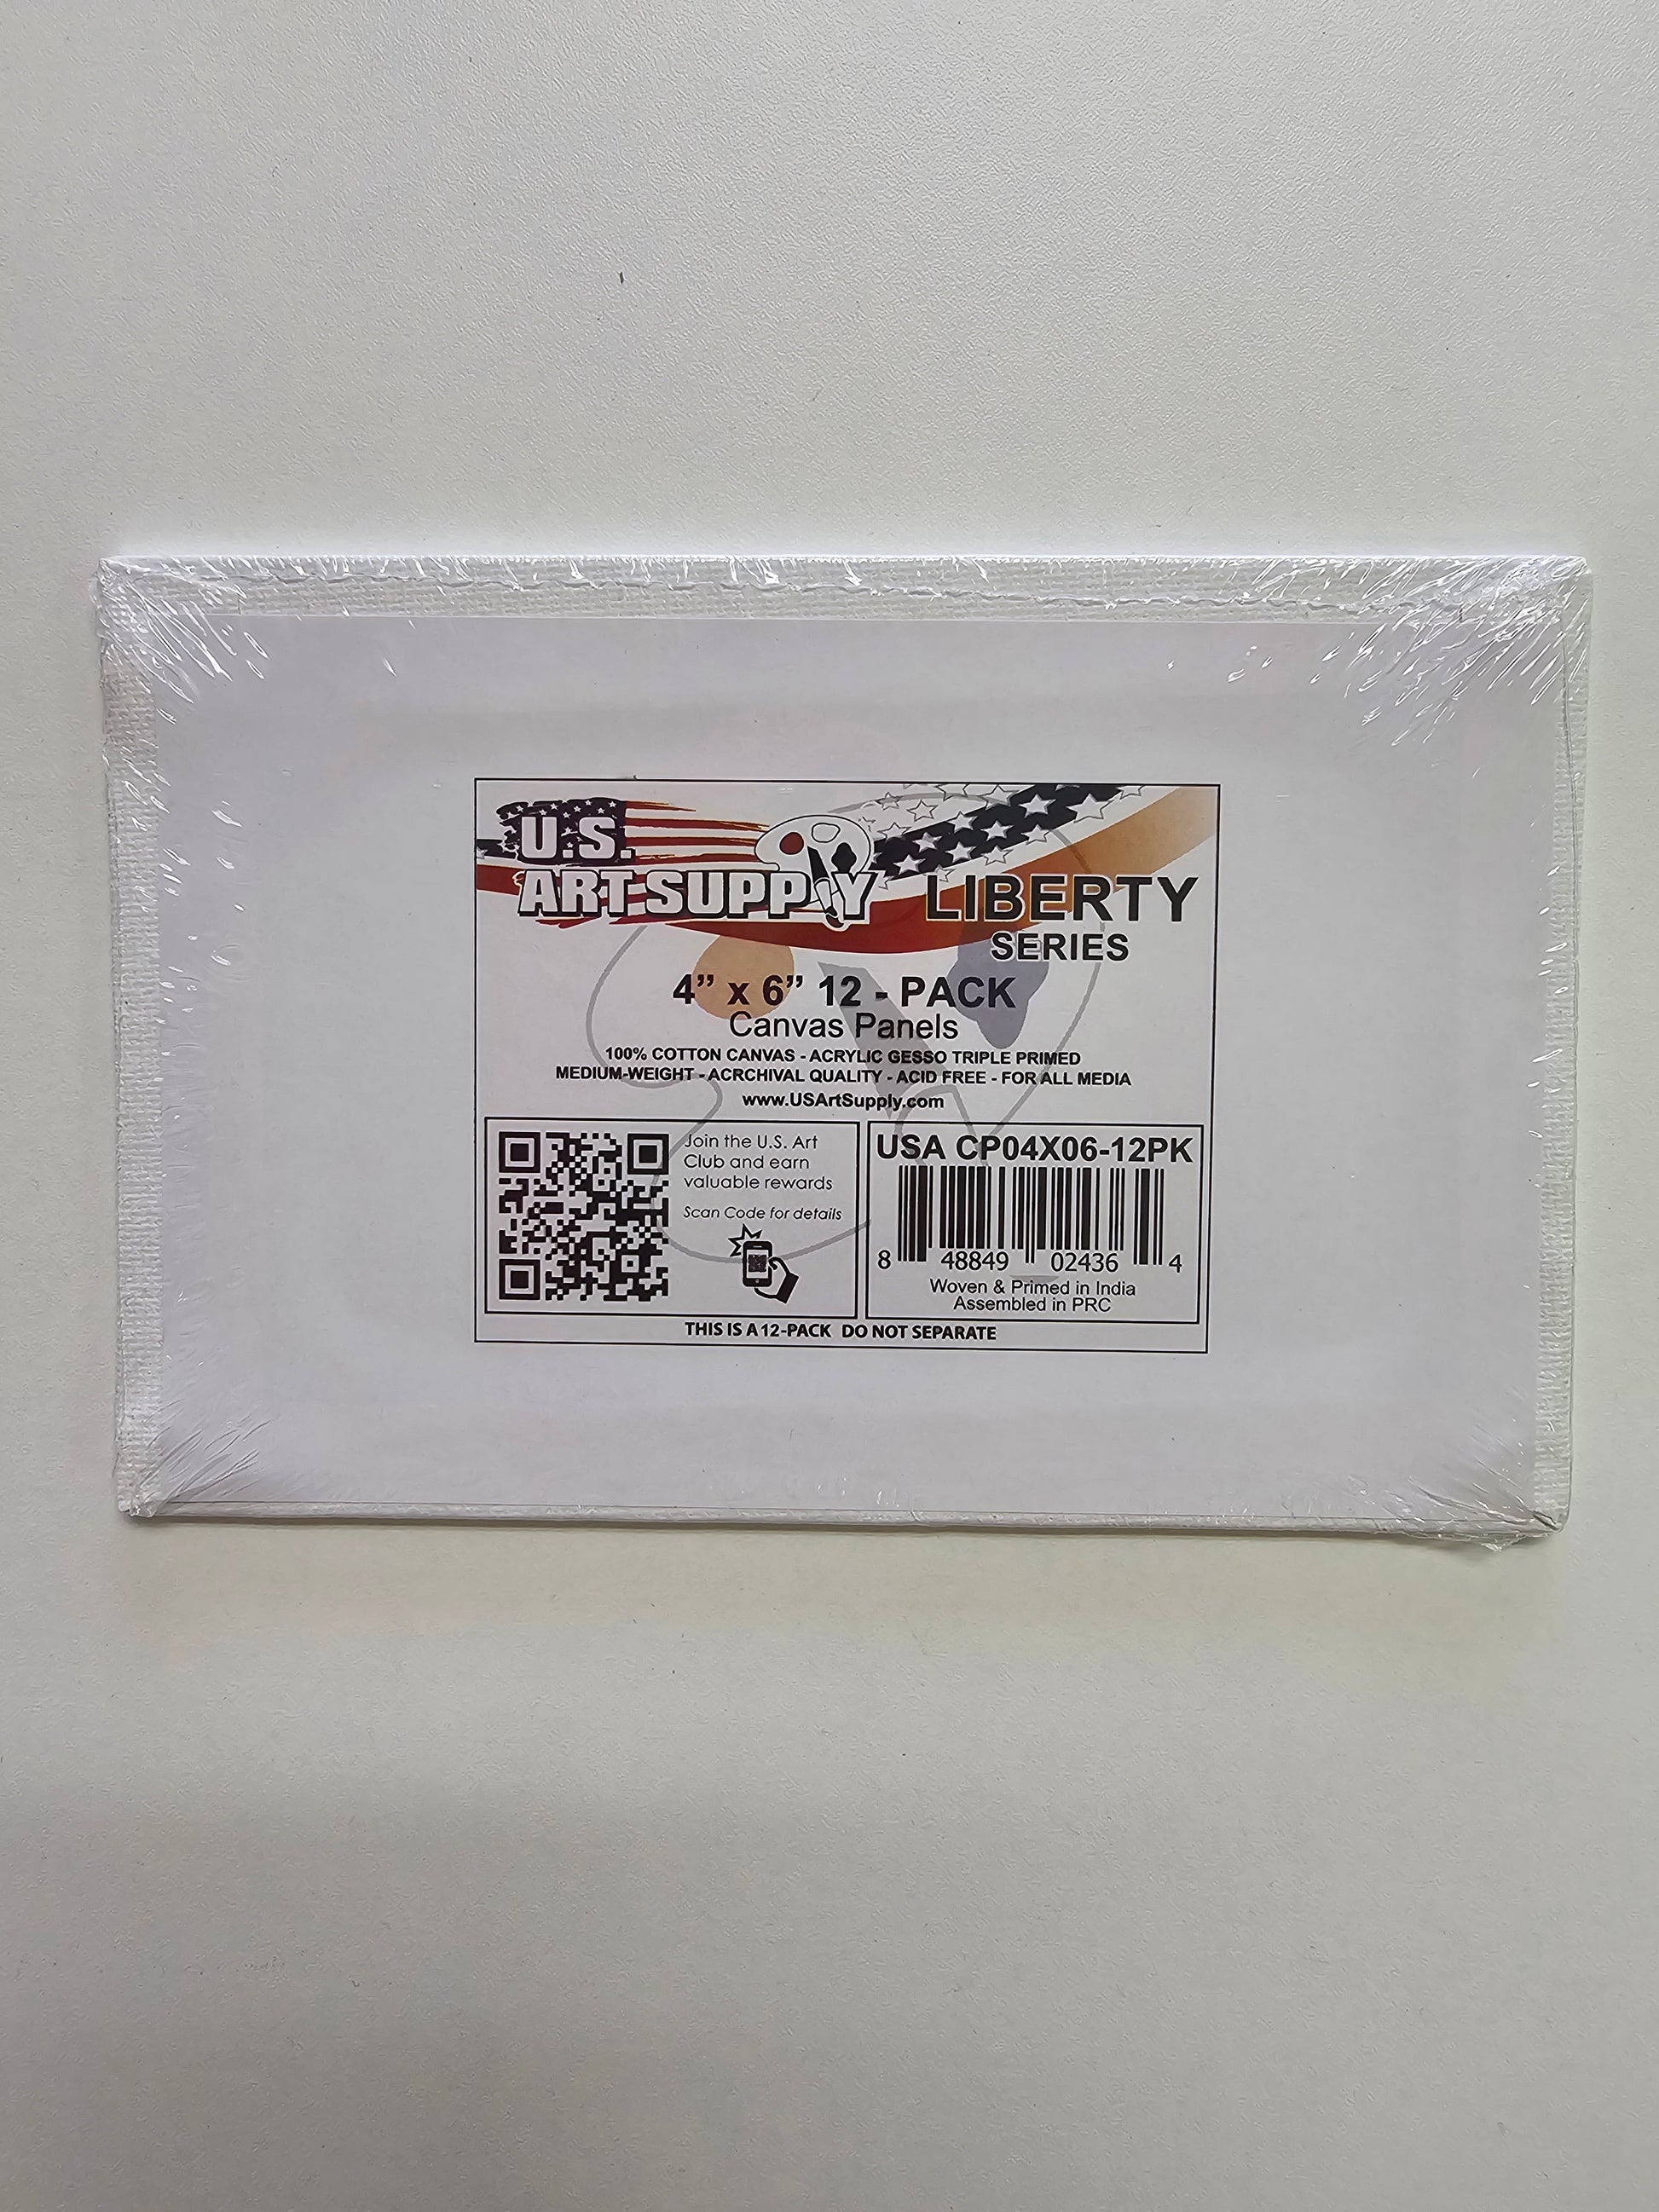 U.S.
ART SUPPLY
LIBERTY
SERIES
4” x 6” 12 - PACK
Canvas Panels
100% COTTON CANVAS - ACRYLIC GESSO TRIPLE PRIMED
MEDIUM-WEIGHT - ACRCHIVAL QUALITY - ACID FREE - FOR ALL MEDIA
www.USArtSupply.com
Join the U.S. Art
Club and earn
valuable rewards
Scan Code for details
USA CP04X06-12PK
8 48849 02436 4
Woven & Primed in India
Assembled in PRC
THIS IS A 12-PACK DO NOT SEPARATE